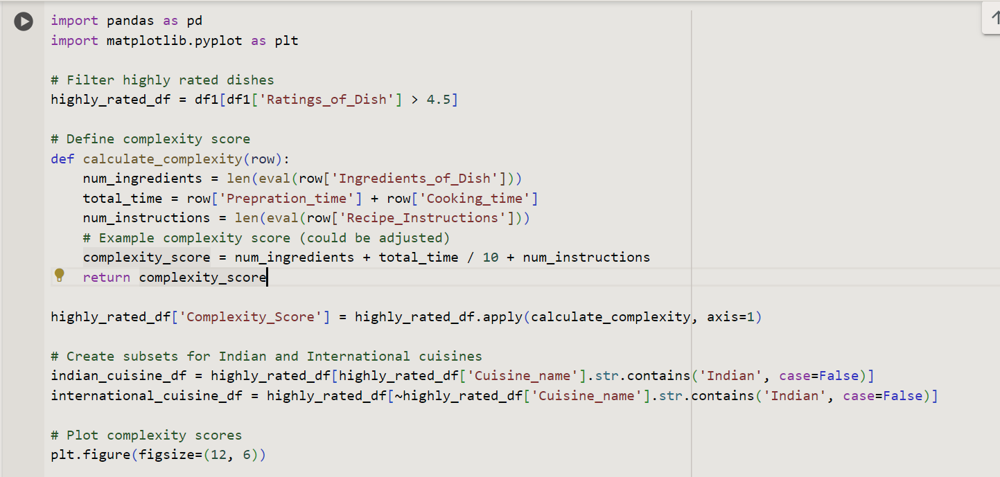 import pandas as pd
import matplotlib.pyplot as plt
# Filter highly rated dishes
highly_rated_df = df1[df1['Ratings_of_Dish'] > 4.5]
# Define complexity score
def calculate_complexity(row):
    num_ingredients = len(eval(row['Ingredients_of_Dish']))
    total_time = row['Prepration_time'] + row['Cooking_time']
    num_instructions = len(eval(row['Recipe_Instructions']))
    # Example complexity score (could be adjusted)
    complexity_score = num_ingredients + total_time / 10 + num_instructions
    return complexity_score
highly_rated_df['Complexity_Score'] = highly_rated_df.apply(calculate_complexity, axis=1)
# Create subsets for Indian and International cuisines
indian_cuisine_df = highly_rated_df[highly_rated_df['Cuisine_name'].str.contains('Indian', case=False)]
international_cuisine_df = highly_rated_df[~highly_rated_df['Cuisine_name'].str.contains('Indian', case=False)]
# Plot complexity scores
plt.figure(figsize=(12, 6))